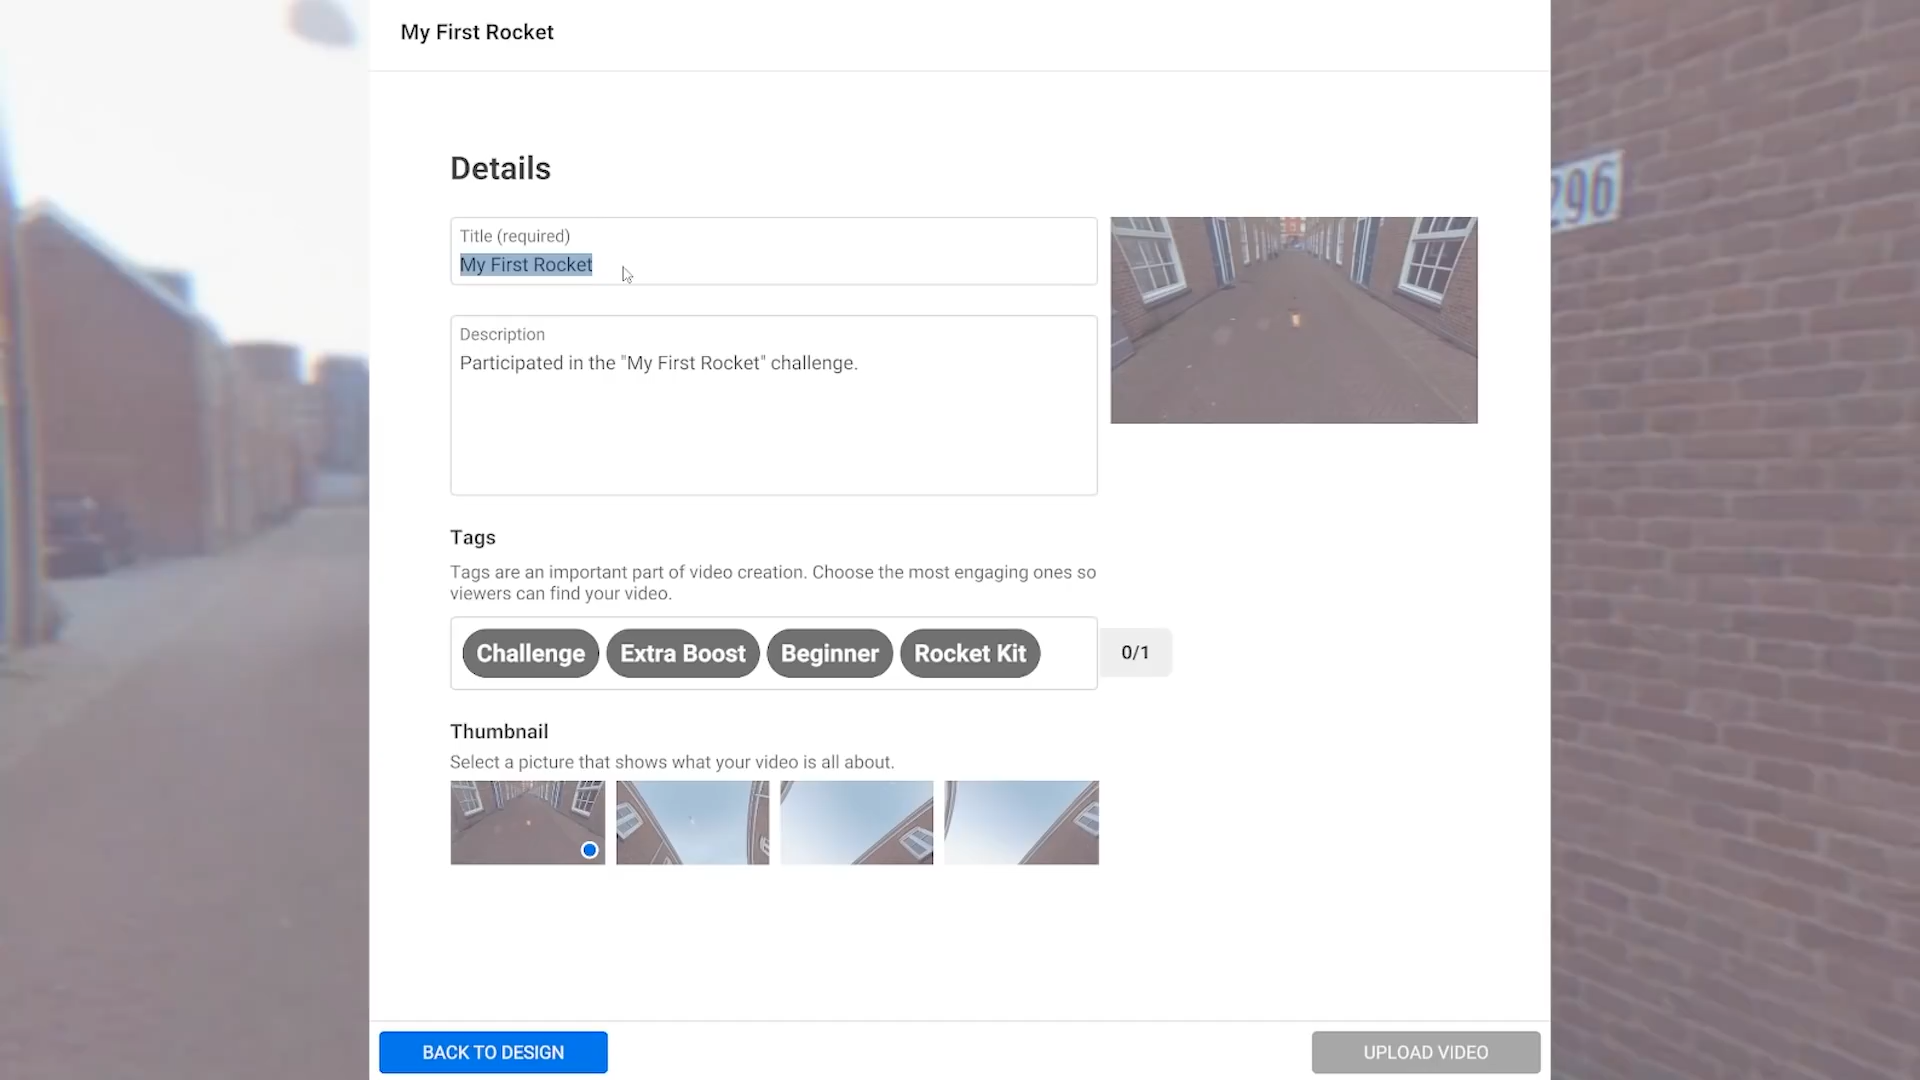 My First Rocket
Details
Title (required)
My First Rocket
Description
Participated in the "My First Rocket" challenge.
Tags
Tags are an important part of video creation. Choose the most engaging ones so
viewers can find your video.
Challenge Extra Boost Beginner Rocket Kit 0/1
Thumbnail
Select a picture that shows what your video is all about.
BACK TO DESIGN
UPLOAD VIDEO
296